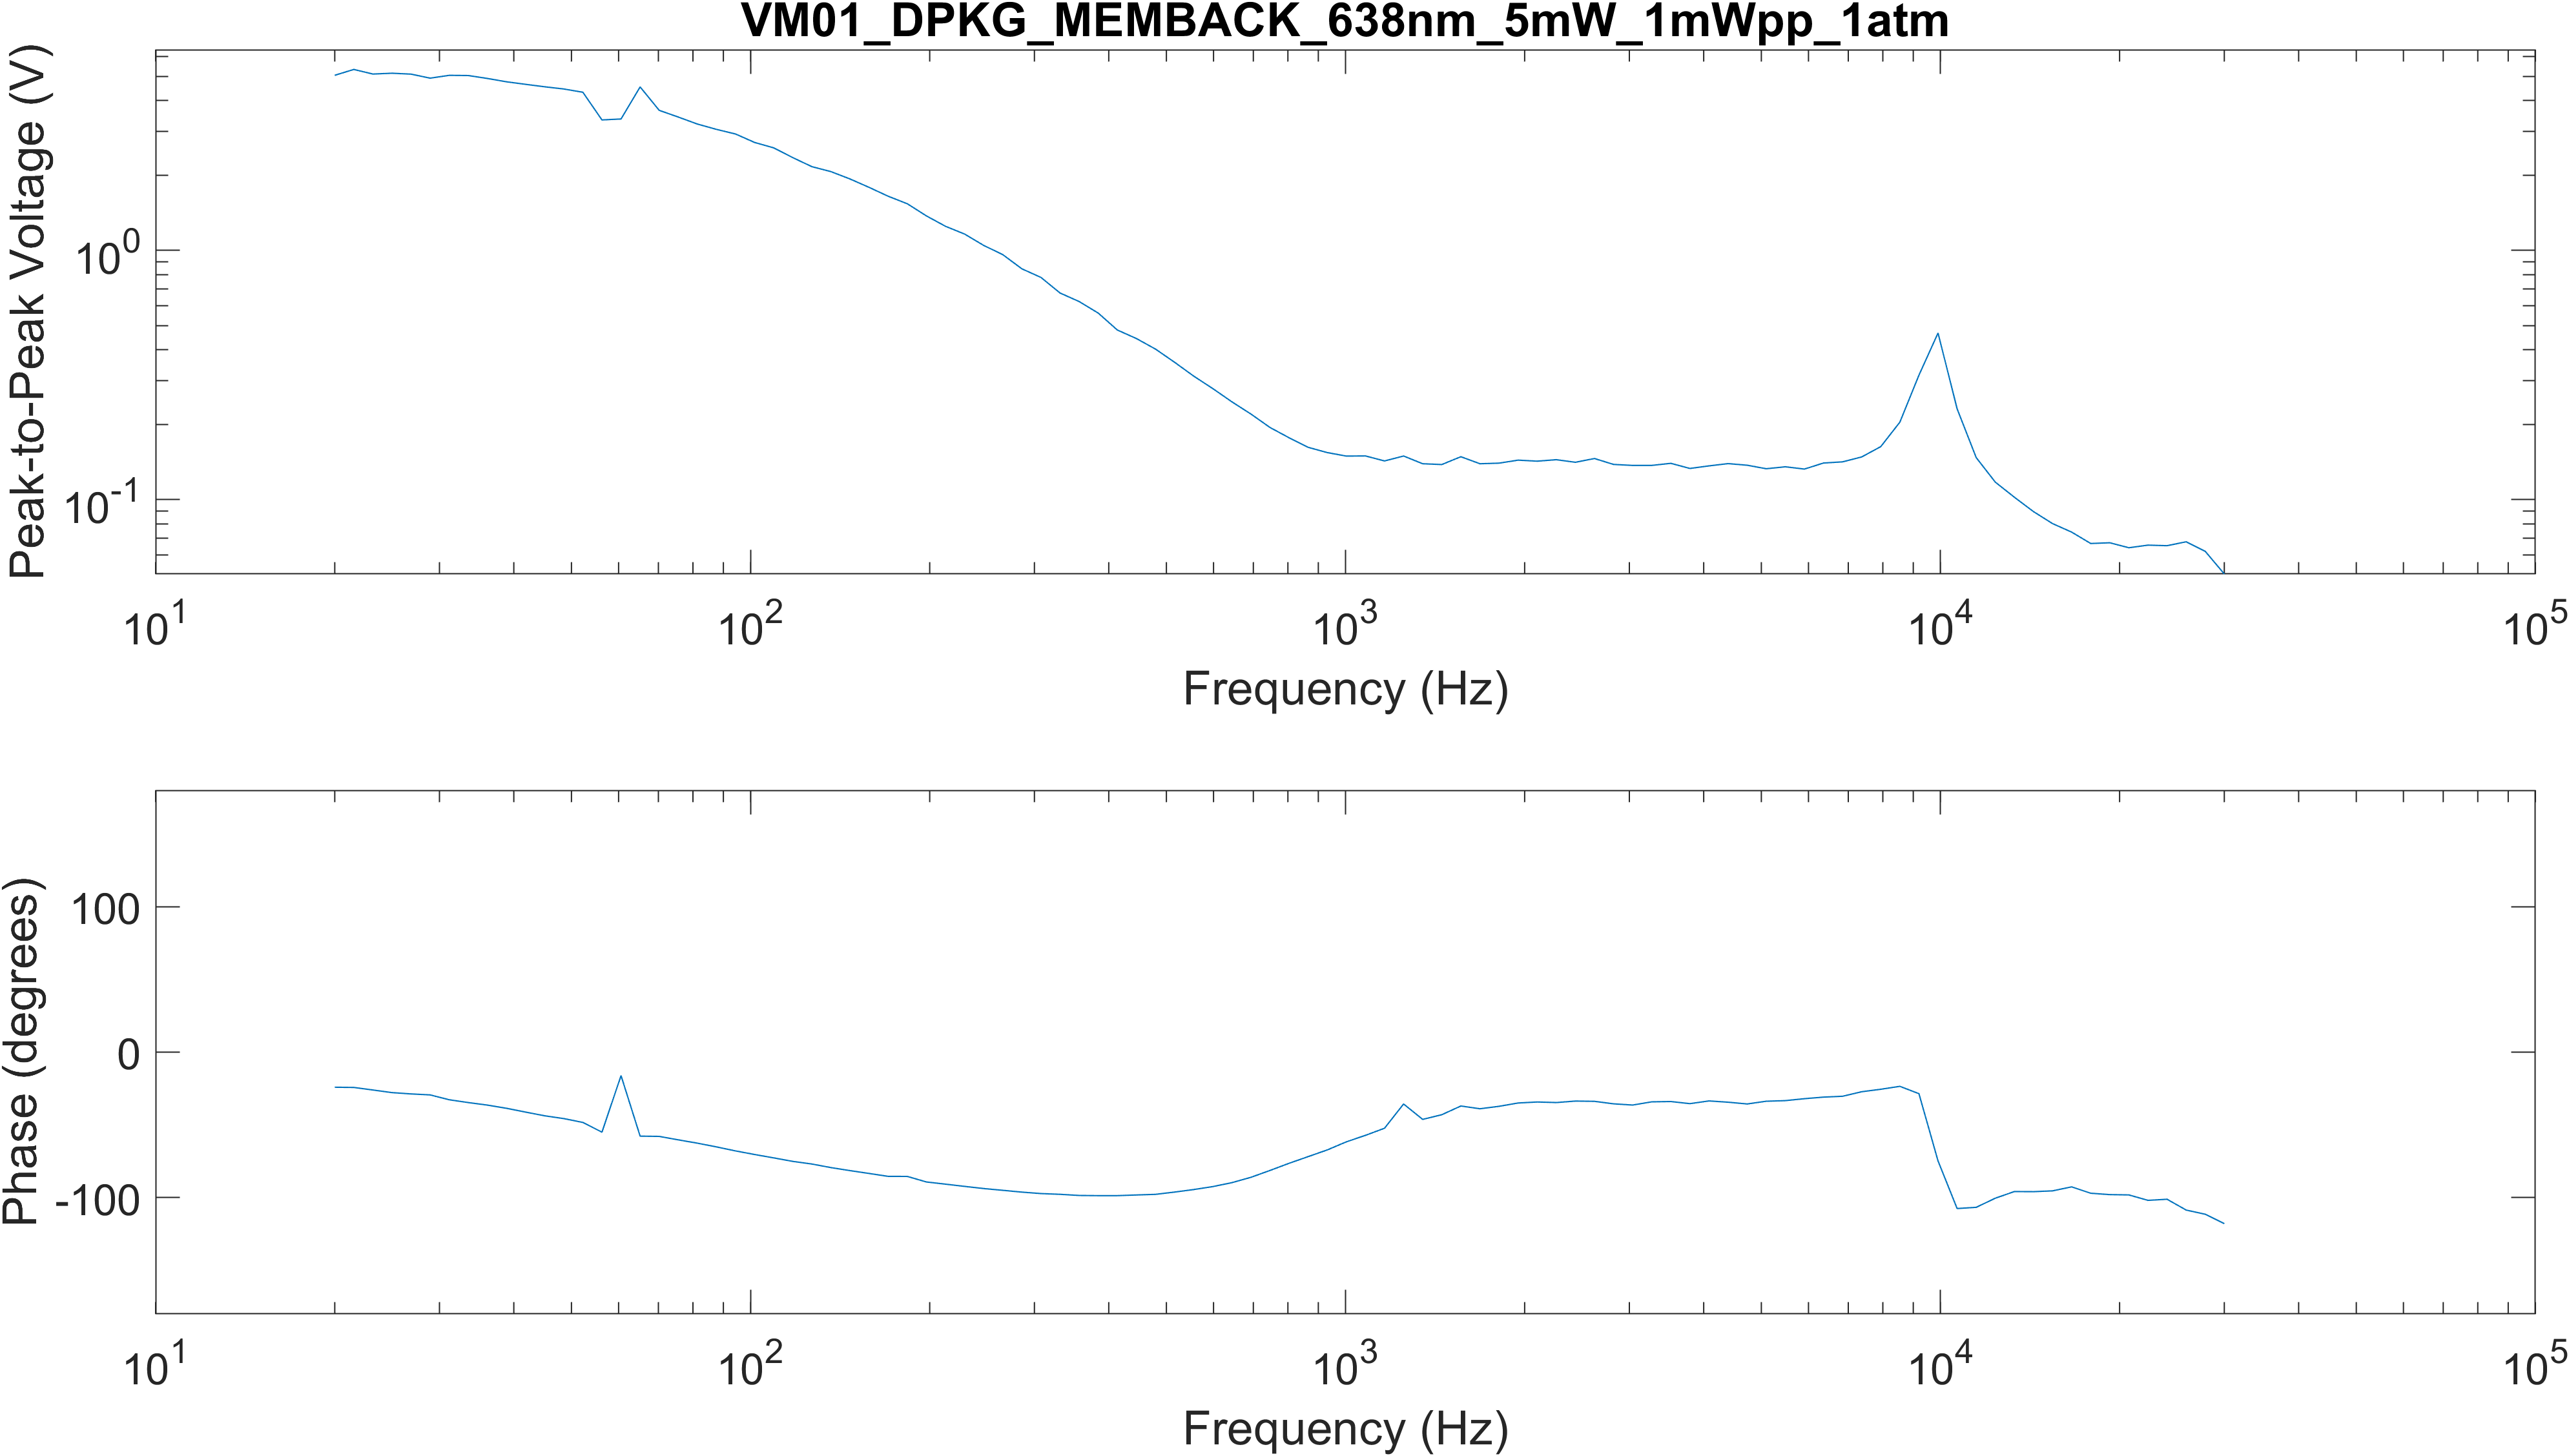 VM01_DPKG_MEMBACK_638nm_5mW_1mWpp_1atm
Peak-to-Peak Voltage (V)
10^0
10^-1
10^1 10^2 10^3 10^4 10^5
Frequency (Hz)
Phase (degrees)
100
0
-100
10^1 10^2 10^3 10^4 10^5
Frequency (Hz)